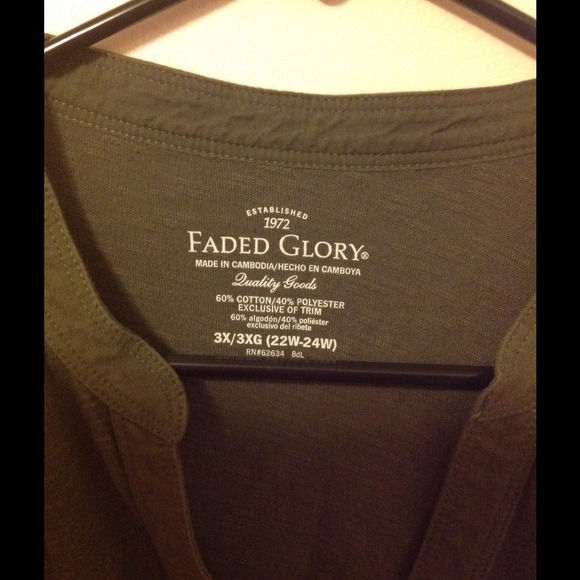 ESTABLISHED
1972
FADED GLORY®
MADE IN CAMBODIA/HECHO EN CAMBOYA
Quality Goods
60% COTTON/40% POLYESTER
EXCLUSIVE OF TRIM
60% algodón/40% poliéster
exclusivo del ribete
3X/3XG (22W-24W)
RN#62634 8dL